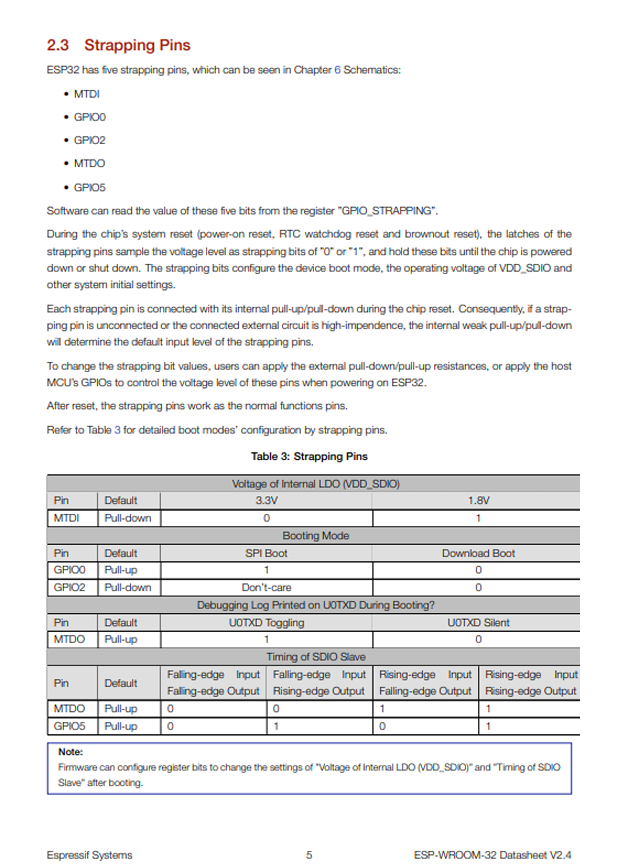 2.3 Strapping Pins
ESP32 has five strapping pins, which can be seen in Chapter 6 Schematics:
• MTDI
• GPIO0
• GPIO2
• MTDO
• GPIO5
Software can read the value of these five bits from the register "GPIO_STRAPPING".
During the chip's system reset (power-on reset, RTC watchdog reset and brownout reset), the latches of the
strapping pins sample the voltage level as strapping bits of "0" or "1", and hold these bits until the chip is powered
down or shut down. The strapping bits configure the device boot mode, the operating voltage of VDD_SDIO and
other system initial settings.
Each strapping pin is connected with its internal pull-up/pull-down during the chip reset. Consequently, if a strap-
ping pin is unconnected or the connected external circuit is high-impendence, the internal weak pull-up/pull-down
will determine the default input level of the strapping pins.
To change the strapping bit values, users can apply the external pull-down/pull-up resistances, or apply the host
MCU's GPIOs to control the voltage level of these pins when powering on ESP32.
After reset, the strapping pins work as the normal functions pins.
Refer to Table 3 for detailed boot modes' configuration by strapping pins.
Table 3: Strapping Pins
Voltage of Internal LDO (VDD_SDIO)
Pin Default 3.3V 1.8V
MTDI Pull-down 0 1
Booting Mode
Pin Default SPI Boot Download Boot
GPIO0 Pull-up 1 0
GPIO2 Pull-down Don't-care 0
Debugging Log Printed on U0TXD During Booting?
Pin Default U0TXD Toggling U0TXD Silent
MTDO Pull-up 1 0
Timing of SDIO Slave
Pin Default Falling-edge Input Falling-edge Input Rising-edge Input Rising-edge Input
Falling-edge Output Rising-edge Output Falling-edge Output Rising-edge Output
MTDO Pull-up 0 0 1 1
GPIO5 Pull-up 0 1 0 1
Note:
Firmware can configure register bits to change the settings of "Voltage of Internal LDO (VDD_SDIO)" and "Timing of SDIO
Slave" after booting.
Espressif Systems 5 ESP-WROOM-32 Datasheet V2.4